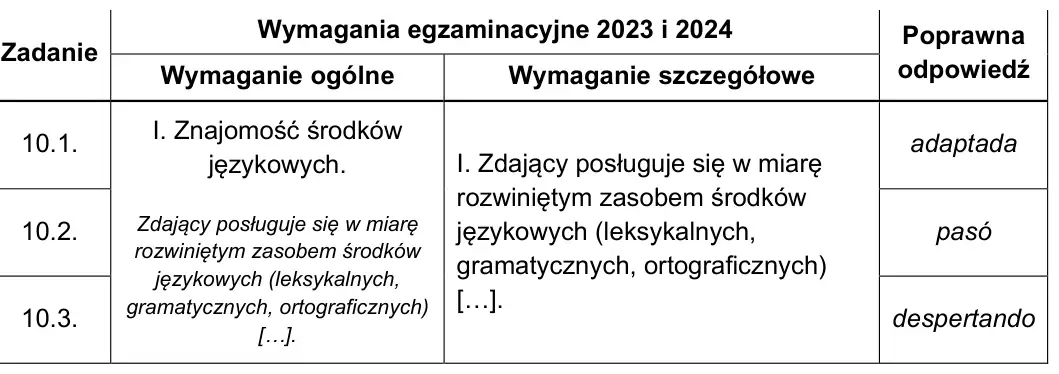 Zadanie
Wymagania egzaminacyjne 2023 i 2024
Poprawna
odpowiedź
Wymaganie ogólne
Wymaganie szczegółowe
10.1.
I. Znajomość środków
językowych.
Zdający posługuje się w miarę
rozwiniętym zasobem środków
językowych (leksykalnych,
gramatycznych, ortograficznych)
[…].
I. Zdający posługuje się w miarę
rozwiniętym zasobem środków
językowych (leksykalnych,
gramatycznych, ortograficznych)
[…].
adaptada
10.2.
pasó
10.3.
despertando